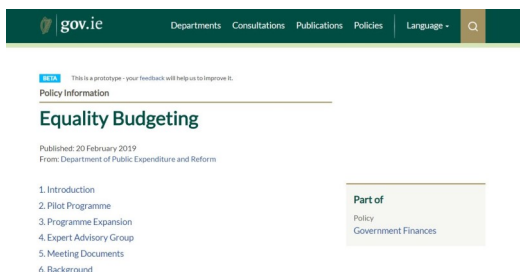 gov.ie
Departments Consultations Publications Policies Language
BETA This is a prototype - your feedback will help us to improve it.
Policy Information
Equality Budgeting
Published: 20 February 2019
From: Department of Public Expenditure and Reform
1. Introduction
2. Pilot Programme
3. Programme Expansion
4. Expert Advisory Group
5. Meeting Documents
6. Background
Part of
Policy
Government Finances